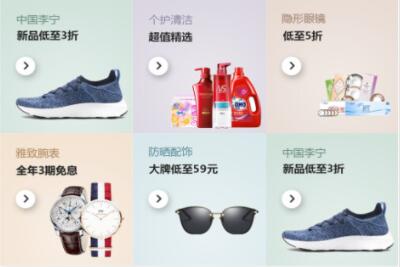 中国李宁
新品低至3折
个护清洁
超值精选
隐形眼镜
低至5折
VS
OMO
雅致腕表
全年3期免息
防晒配饰
大牌低至59元
中国李宁
新品低至3折